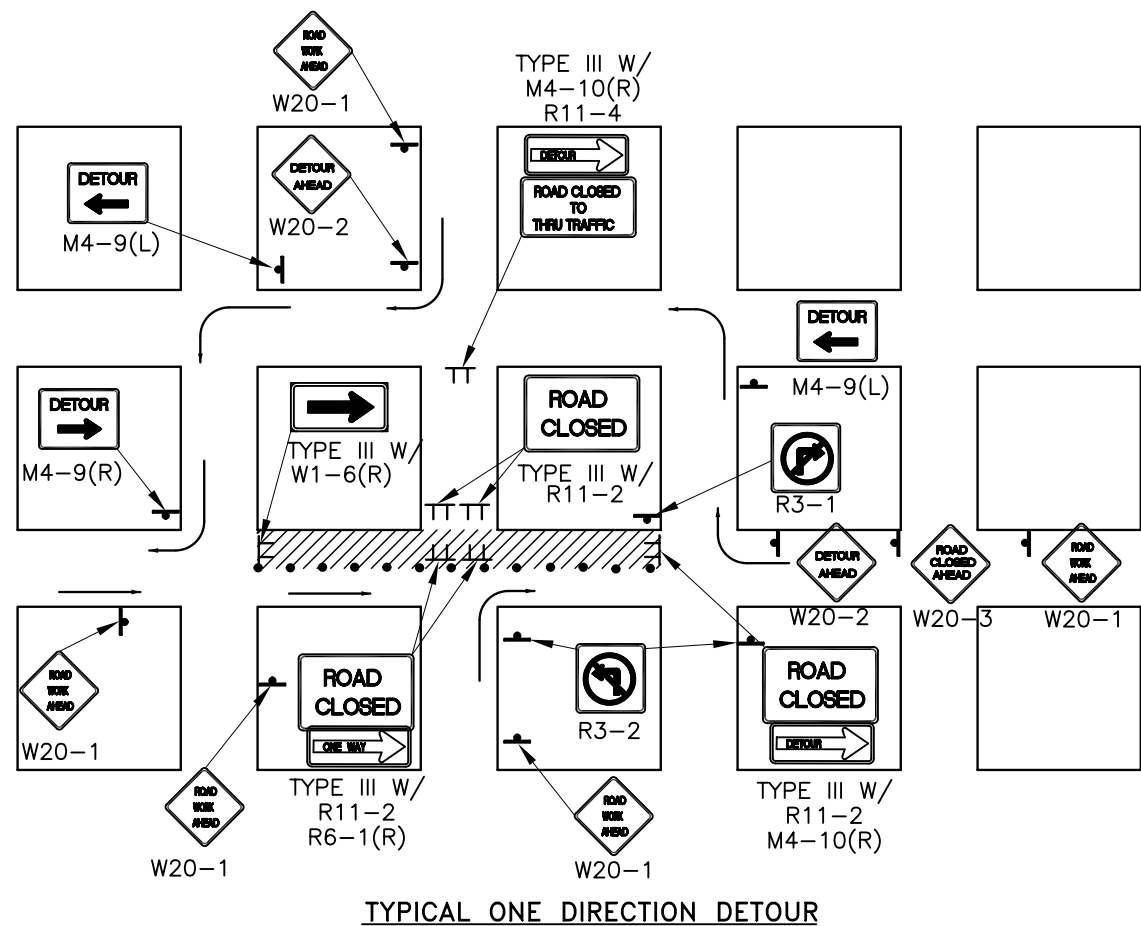 ROAD
WORK
AHEAD
W20-1
TYPE III W/
M4-10(R)
R11-4
DETOUR
ROAD CLOSED
TO
THRU TRAFFIC
DETOUR
M4-9(L)
DETOUR
AHEAD
W20-2
DETOUR
M4-9(L)
DETOUR
M4-9(R)
TYPE III W/
W1-6(R)
ROAD
CLOSED
TYPE III W/
R11-2
R3-1
DETOUR
AHEAD
W20-2
ROAD
CLOSED
AHEAD
W20-3
ROAD
WORK
AHEAD
W20-1
ROAD
WORK
AHEAD
W20-1
ROAD
WORK
AHEAD
W20-1
ROAD
CLOSED
ONE WAY
TYPE III W/
R11-2
R6-1(R)
R3-2
ROAD
WORK
AHEAD
W20-1
ROAD
CLOSED
DETOUR
TYPE III W/
R11-2
M4-10(R)
TYPICAL ONE DIRECTION DETOUR